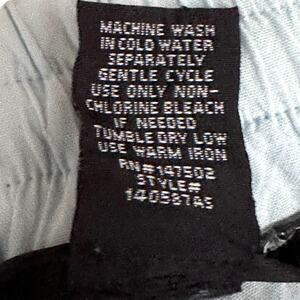 MACHINE WASH
IN COLD WATER
SEPARATELY
GENTLE CYCLE
USE ONLY NON-
CHLORINE BLEACH
IF NEEDED
TUMBLE DRY LOW
USE WARM IRON
RN#147502
STYLE#
140587AS